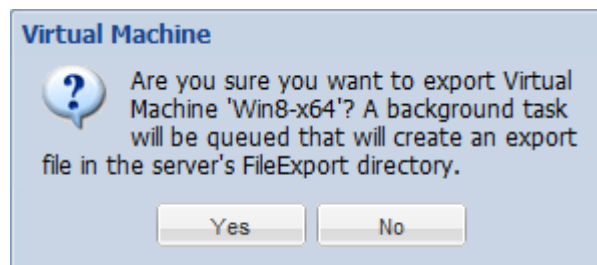 Virtual Machine
Are you sure you want to export Virtual
Machine 'Win8-x64'? A background task
will be queued that will create an export
file in the server's FileExport directory.
Yes No